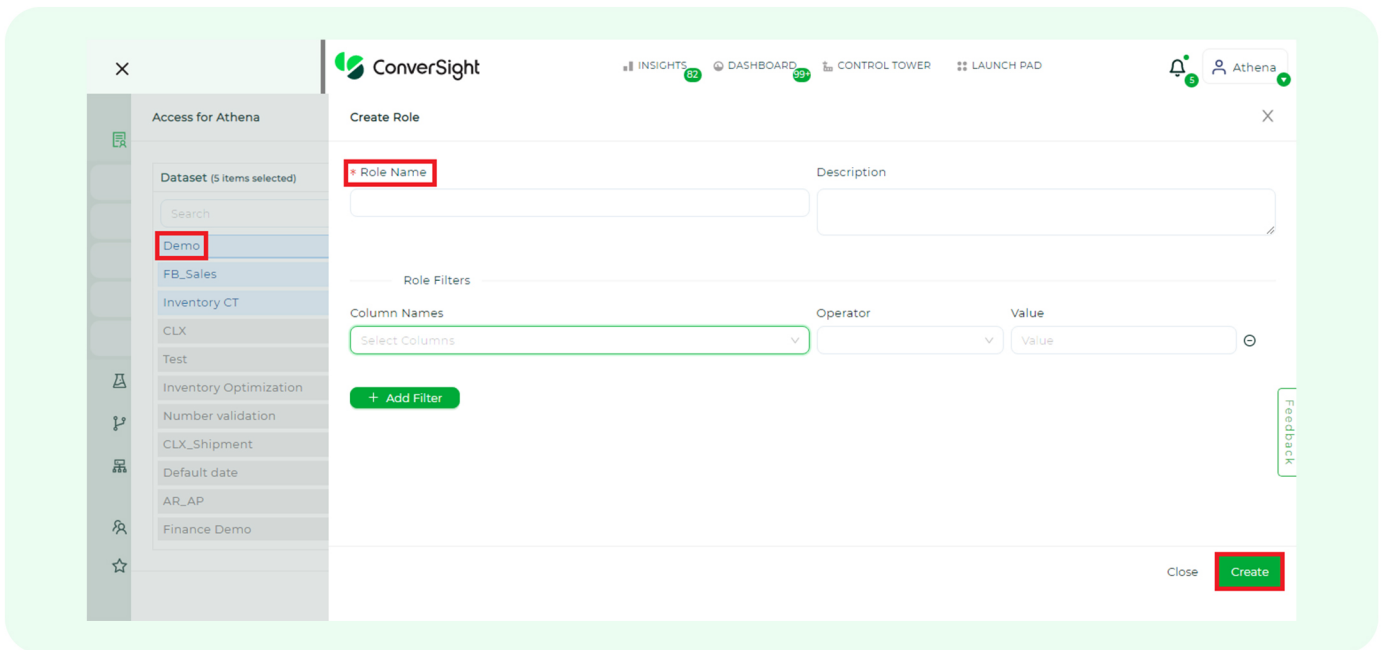 ConverSight
INSIGHTS 82
DASHBOARD 99+
CONTROL TOWER
LAUNCH PAD
5
Athena
Access for Athena
Dataset (5 items selected)
Search
Demo
FB_Sales
Inventory CT
CLX
Test
Inventory Optimization
Number validation
CLX_Shipment
Default date
AR_AP
Finance Demo
Create Role
* Role Name
Description
Role Filters
Column Names
Operator
Value
Select Columns
Value
+ Add Filter
Feedback
Close
Create